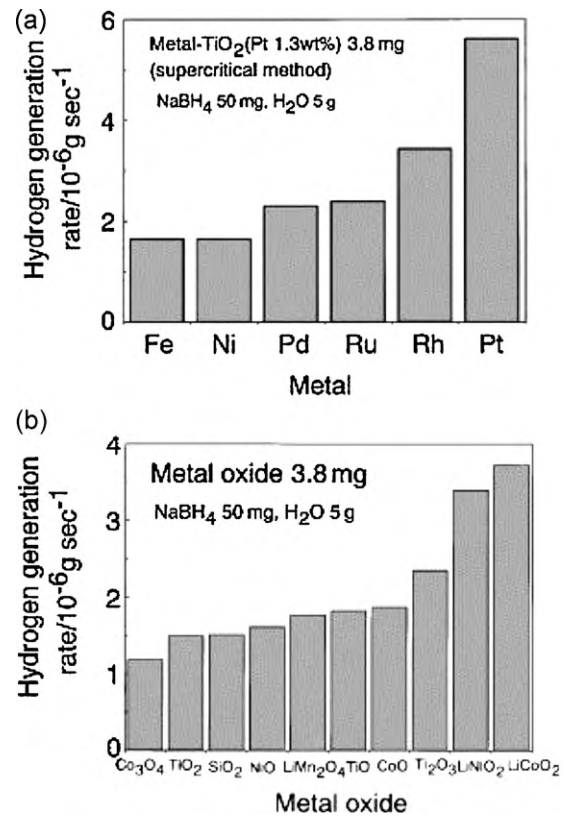 (a)
Metal-TiO₂(Pt 1.3wt%) 3.8 mg
(supercritical method)
NaBH₄ 50 mg, H₂O 5 g
Hydrogen generation
rate/10⁻⁶g sec⁻¹
6
4
2
0
Fe Ni Pd Ru Rh Pt
Metal
(b)
Metal oxide 3.8 mg
NaBH₄ 50 mg, H₂O 5 g
Hydrogen generation
rate/10⁻⁶g sec⁻¹
4
3
2
1
0
Co₃O₄ TiO₂ SiO₂ NiO LiMn₂O₄ TiO CoO Ti₂O₃ LiNiO₂ LiCoO₂
Metal oxide